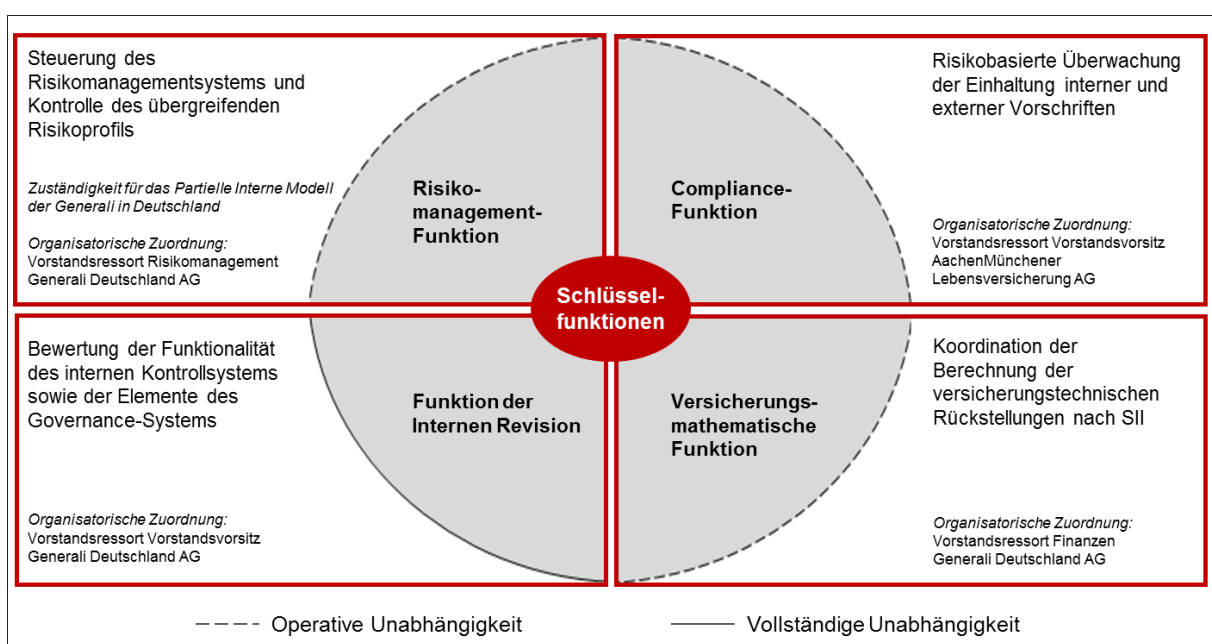 Steuerung des
Risikomanagementsystems und
Kontrolle des übergreifenden
Risikoprofils
Zuständigkeit für das Partielle Interne Modell
der Generali in Deutschland
Organisatorische Zuordnung:
Vorstandsressort Risikomanagement
Generali Deutschland AG
Risiko-
management-
Funktion
Compliance-
Funktion
Risikobasierte Überwachung
der Einhaltung interner und
externer Vorschriften
Organisatorische Zuordnung:
Vorstandsressort Vorstandsvorsitz
AachenMünchener
Lebensversicherung AG
Schlüssel-
funktionen
Bewertung der Funktionalität
des internen Kontrollsystems
sowie der Elemente des
Governance-Systems
Organisatorische Zuordnung:
Vorstandsressort Vorstandsvorsitz
Generali Deutschland AG
Funktion der
Internen Revision
Versicherungs-
mathematische
Funktion
Koordination der
Berechnung der
versicherungstechnischen
Rückstellungen nach SII
Organisatorische Zuordnung:
Vorstandsressort Finanzen
Generali Deutschland AG
Operative Unabhängigkeit
Vollständige Unabhängigkeit